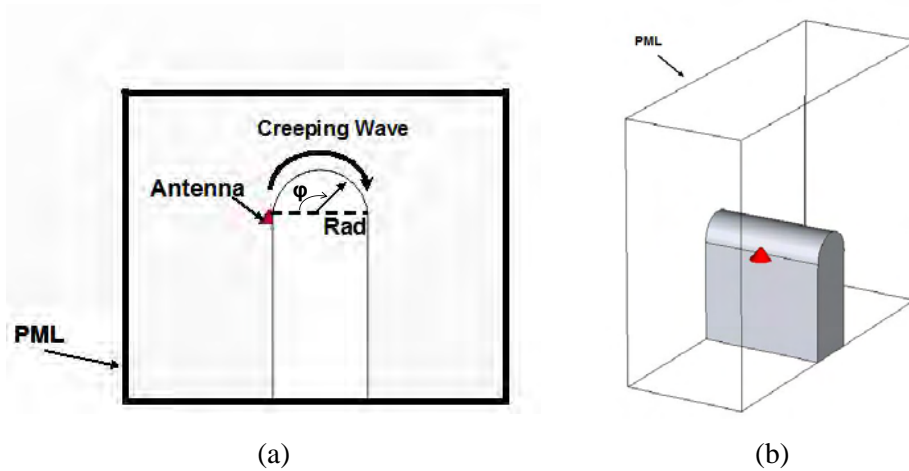 Creeping Wave
Antenna
φ
Rad
PML
(a)
PML
(b)